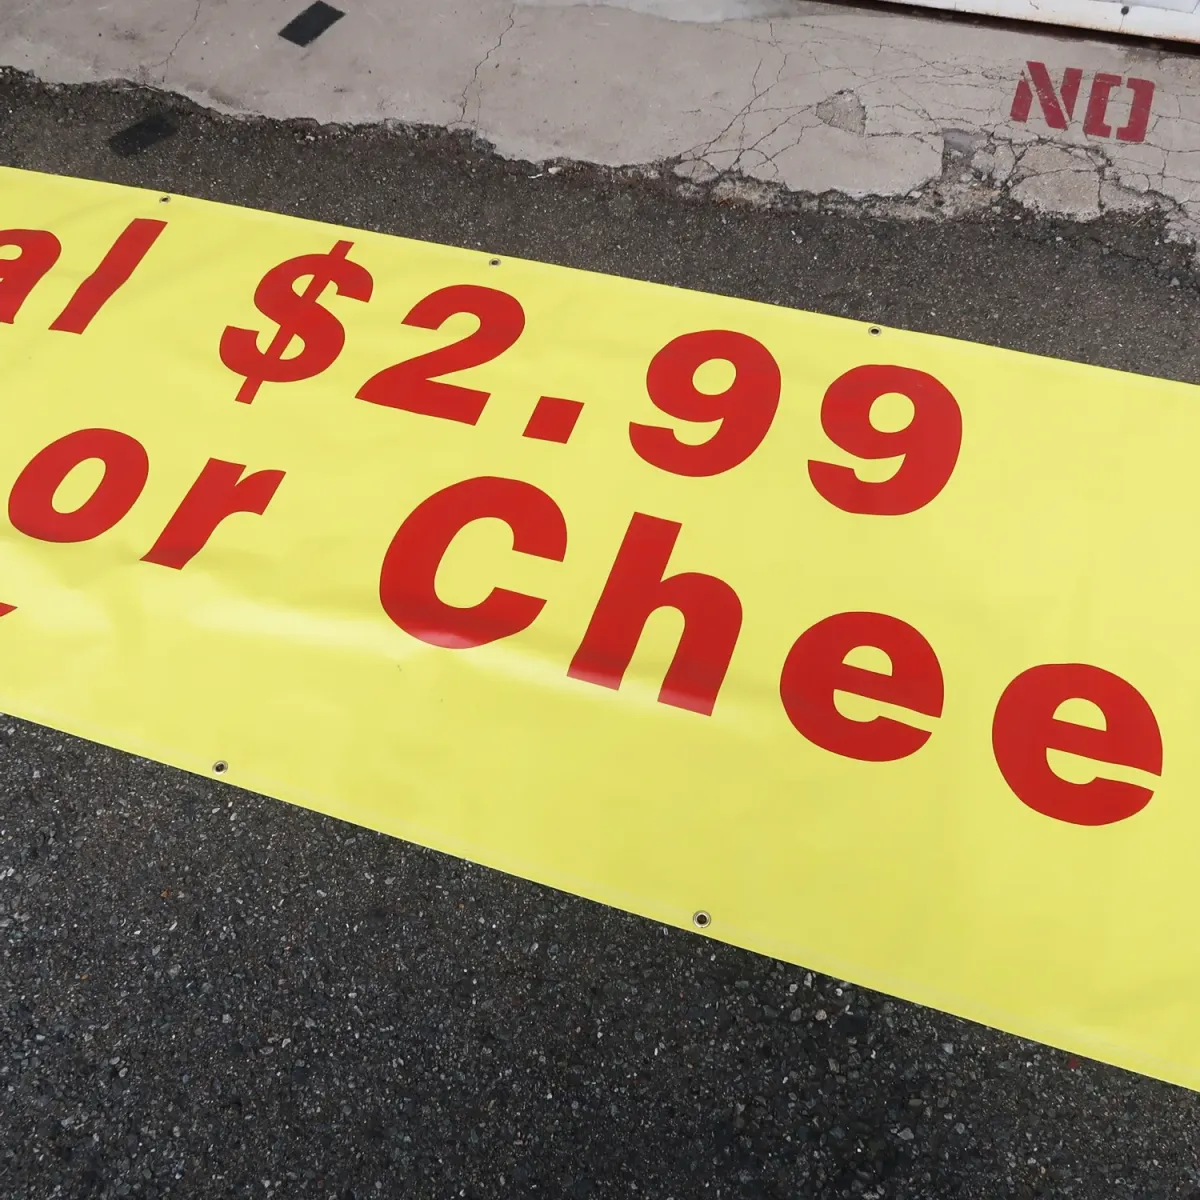 NO
al $2.99
or Chee